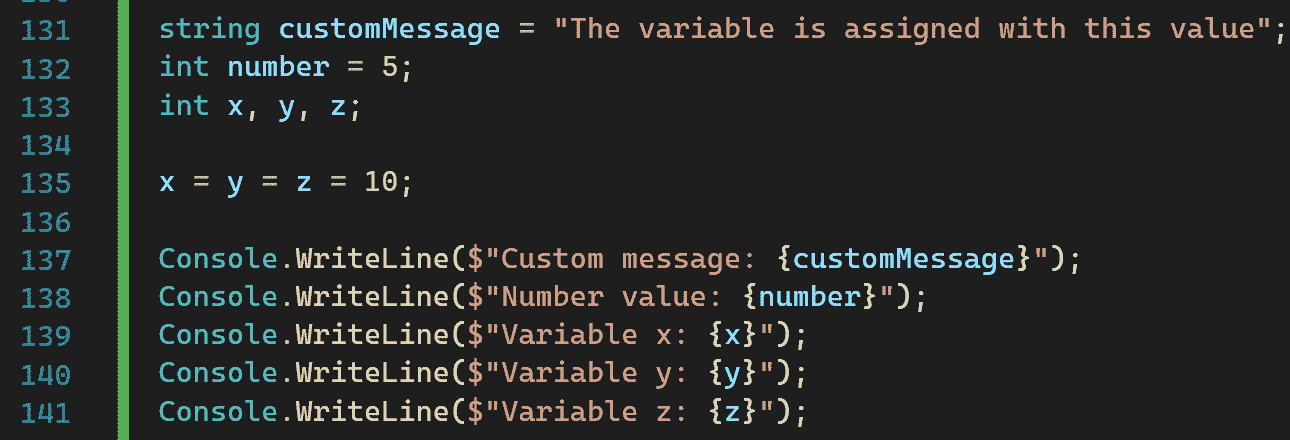 131 string customMessage = "The variable is assigned with this value";
132 int number = 5;
133 int x, y, z;
134
135 x = y = z = 10;
136
137 Console.WriteLine($"Custom message: {customMessage}");
138 Console.WriteLine($"Number value: {number}");
139 Console.WriteLine($"Variable x: {x}");
140 Console.WriteLine($"Variable y: {y}");
141 Console.WriteLine($"Variable z: {z}");